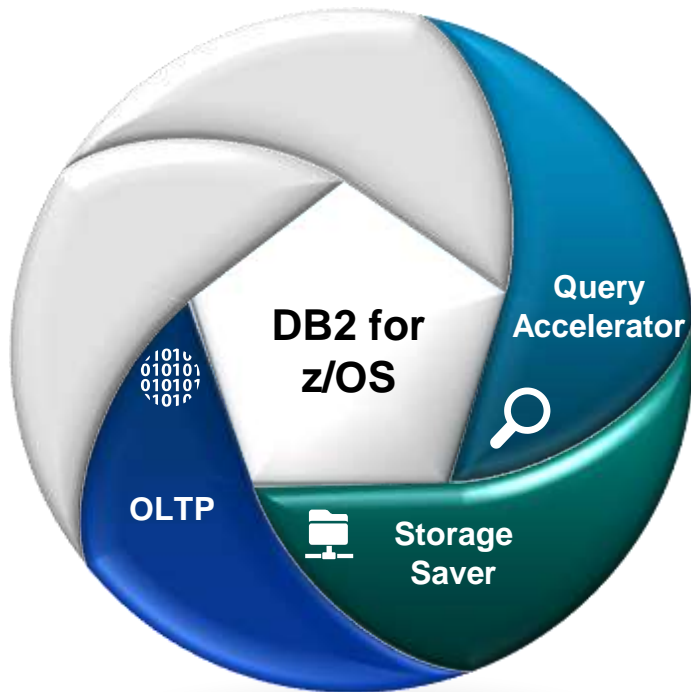 DB2 for
z/OS
Query
Accelerator
Storage
Saver
OLTP